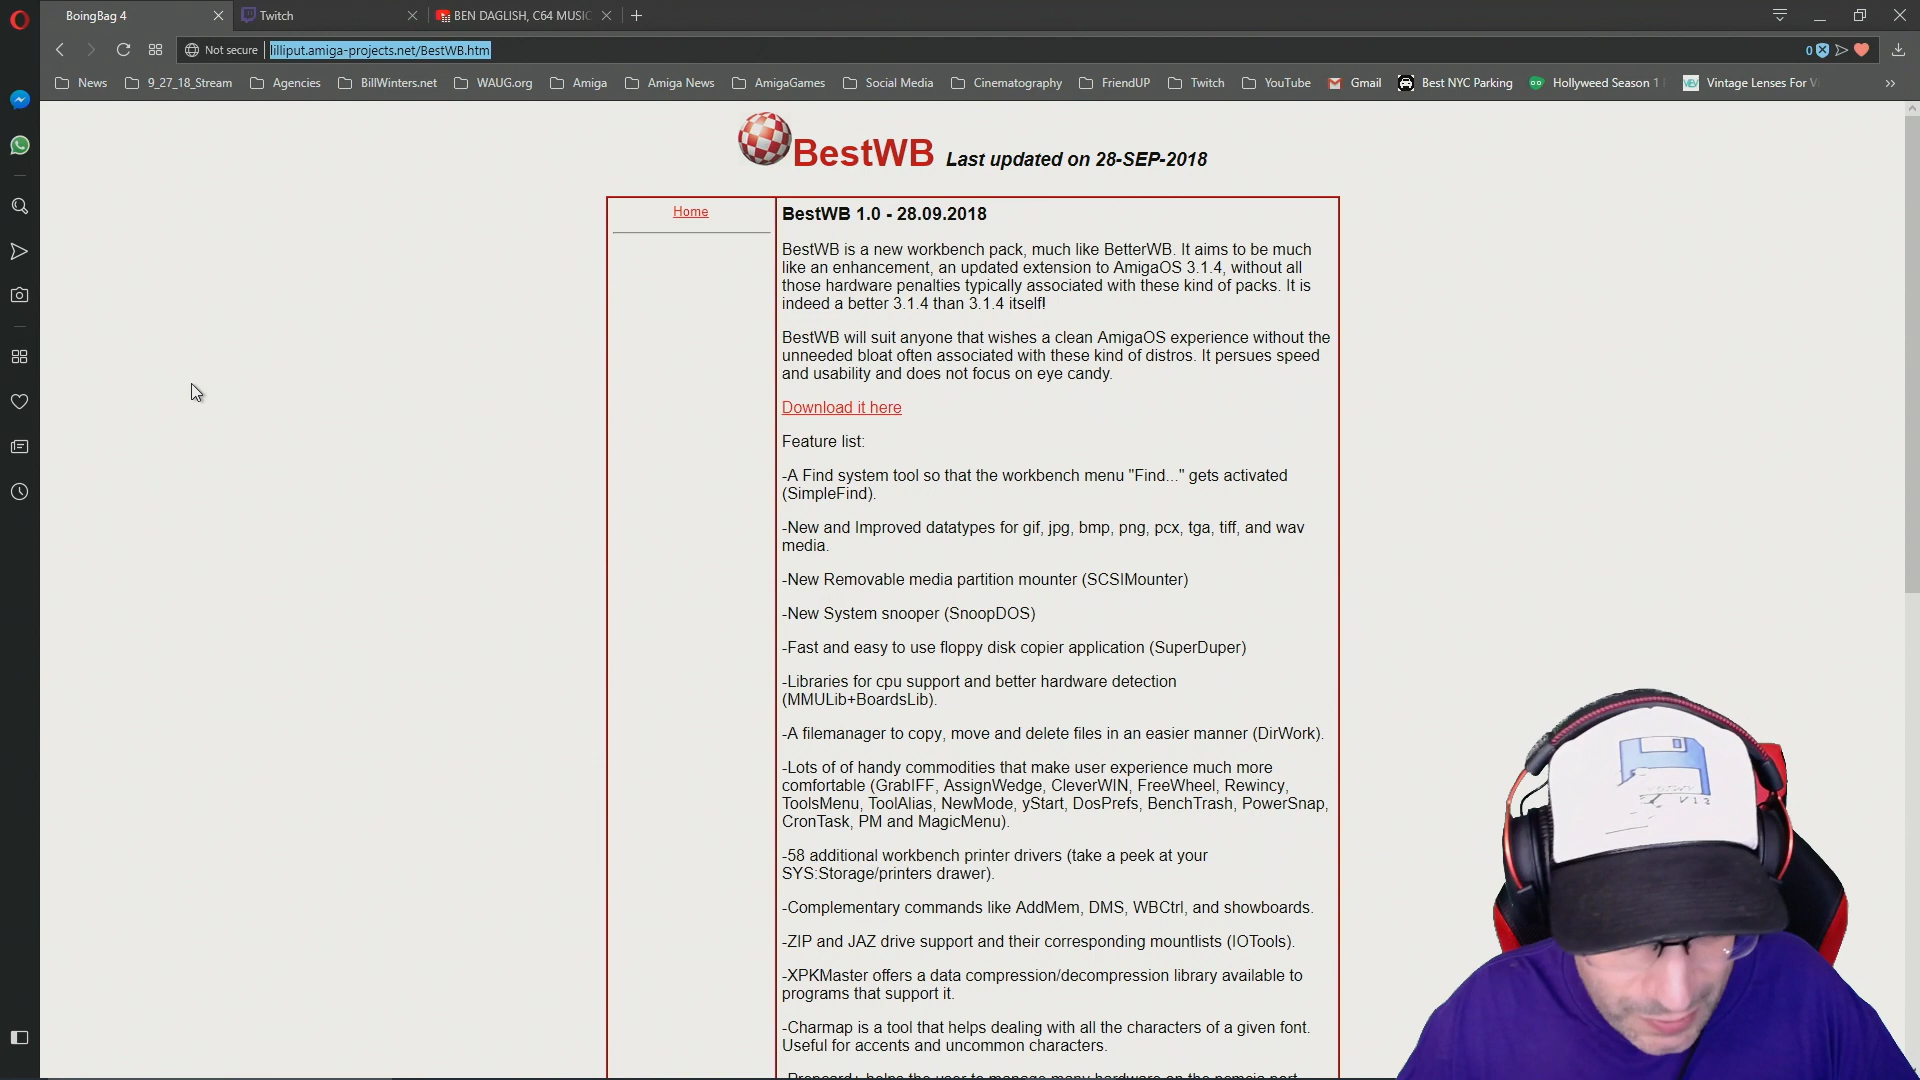 BoingBag 4
Twitch
BEN DAGLISH, C64 MUSIC
Not secure
lilliput.amiga-projects.net/BestWB.htm
0
News
9_27_18_Stream
Agencies
BillWinters.net
WAUG.org
Amiga
Amiga News
AmigaGames
Social Media
Cinematography
FriendUP
Twitch
YouTube
Gmail
Best NYC Parking
Hollyweed Season 1
Vintage Lenses For V
BestWB Last updated on 28-SEP-2018
Home
BestWB 1.0 - 28.09.2018
BestWB is a new workbench pack, much like BetterWB. It aims to be much
like an enhancement, an updated extension to AmigaOS 3.1.4, without all
those hardware penalties typically associated with these kind of packs. It is
indeed a better 3.1.4 than 3.1.4 itself!
BestWB will suit anyone that wishes a clean AmigaOS experience without the
unneeded bloat often associated with these kind of distros. It persues speed
and usability and does not focus on eye candy.
Download it here
Feature list:
-A Find system tool so that the workbench menu "Find..." gets activated
(SimpleFind).
-New and Improved datatypes for gif, jpg, bmp, png, pcx, tga, tiff, and wav
media.
-New Removable media partition mounter (SCSIMounter)
-New System snooper (SnoopDOS)
-Fast and easy to use floppy disk copier application (SuperDuper)
-Libraries for cpu support and better hardware detection
(MMULib+BoardsLib).
-A filemanager to copy, move and delete files in an easier manner (DirWork).
-Lots of of handy commodities that make user experience much more
comfortable (GrabIFF, AssignWedge, CleverWIN, FreeWheel, Rewincy,
ToolsMenu, ToolAlias, NewMode, yStart, DosPrefs, BenchTrash, PowerSnap,
CronTask, PM and MagicMenu).
-58 additional workbench printer drivers (take a peek at your
SYS:Storage/printers drawer).
-Complementary commands like AddMem, DMS, WBCtrl, and showboards.
-ZIP and JAZ drive support and their corresponding mountlists (IOTools).
-XPKMaster offers a data compression/decompression library available to
programs that support it.
-Charmap is a tool that helps dealing with all the characters of a given font.
Useful for accents and uncommon characters.